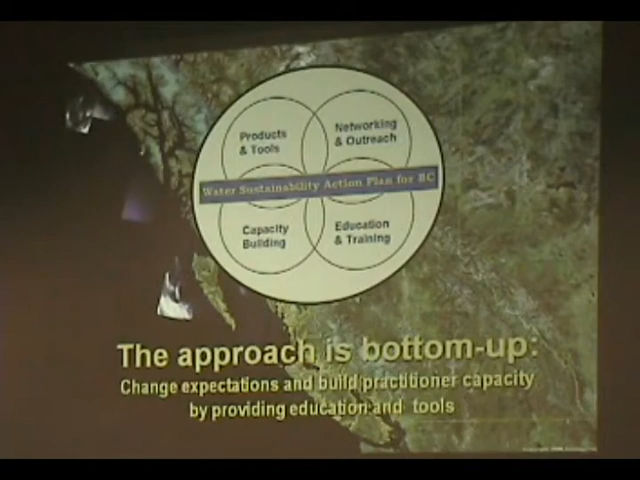 Products
& Tools
Networking
& Outreach
Water Sustainability Action Plan for BC
Capacity
Building
Education
& Training
The approach is bottom-up:
Change expectations and build practitioner capacity
by providing education and tools